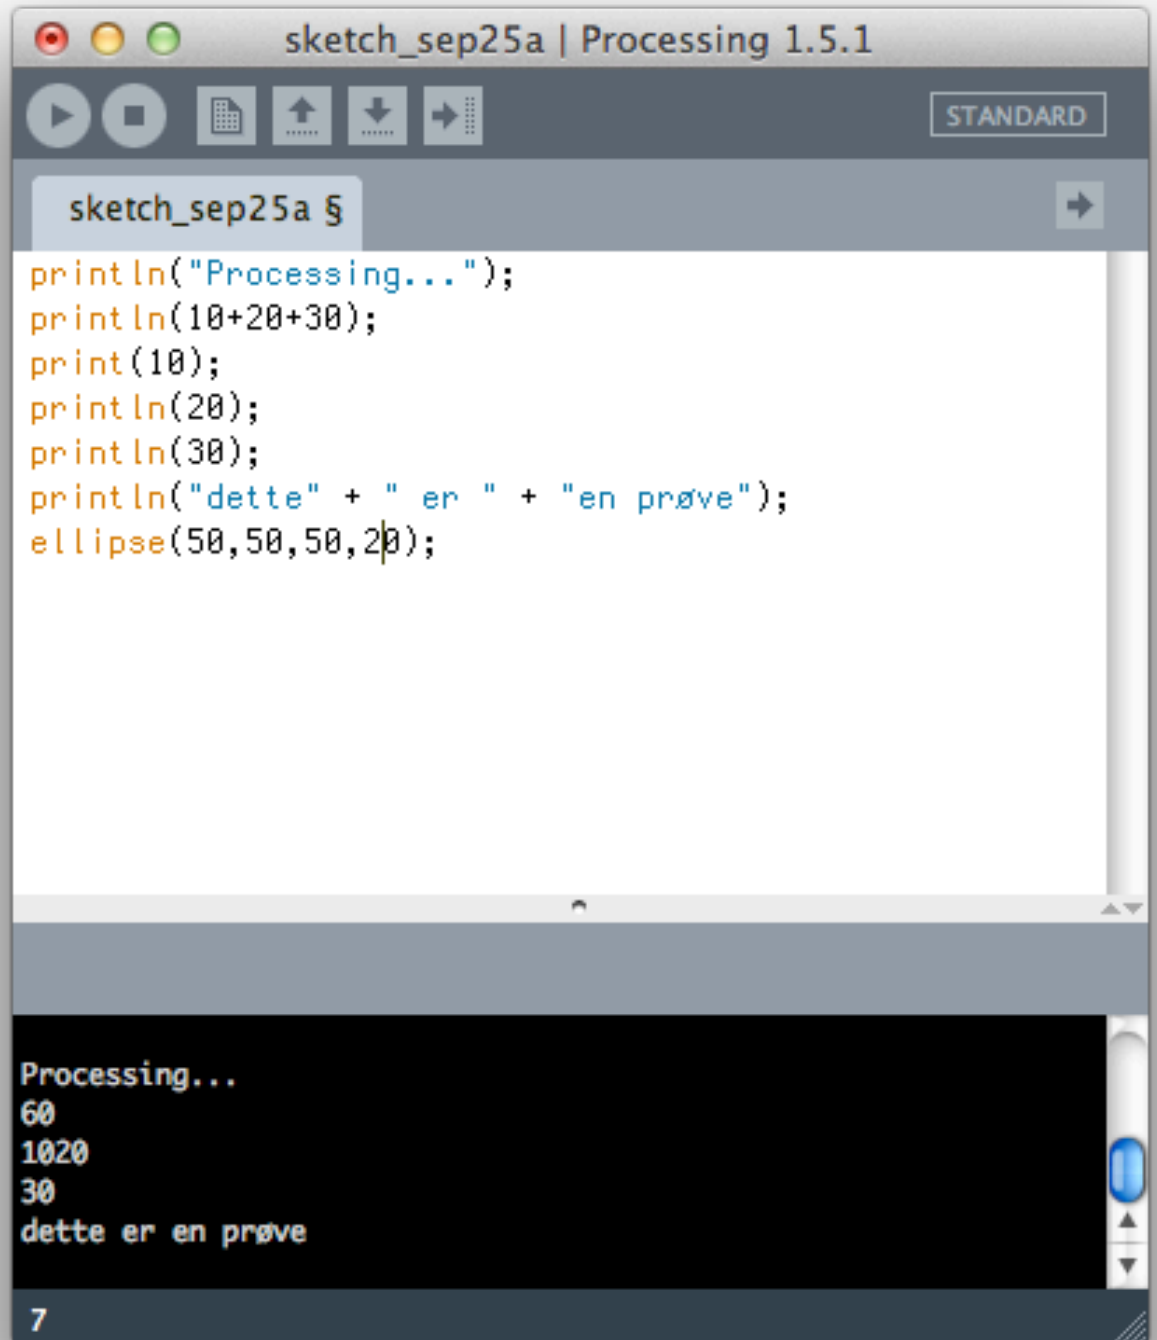 sketch_sep25a | Processing 1.5.1
STANDARD
sketch_sep25a §
println("Processing...");
println(10+20+30);
print(10);
println(20);
println(30);
println("dette" + " er " + "en prøve");
ellipse(50,50,50,20);
Processing...
60
1020
30
dette er en prøve
7